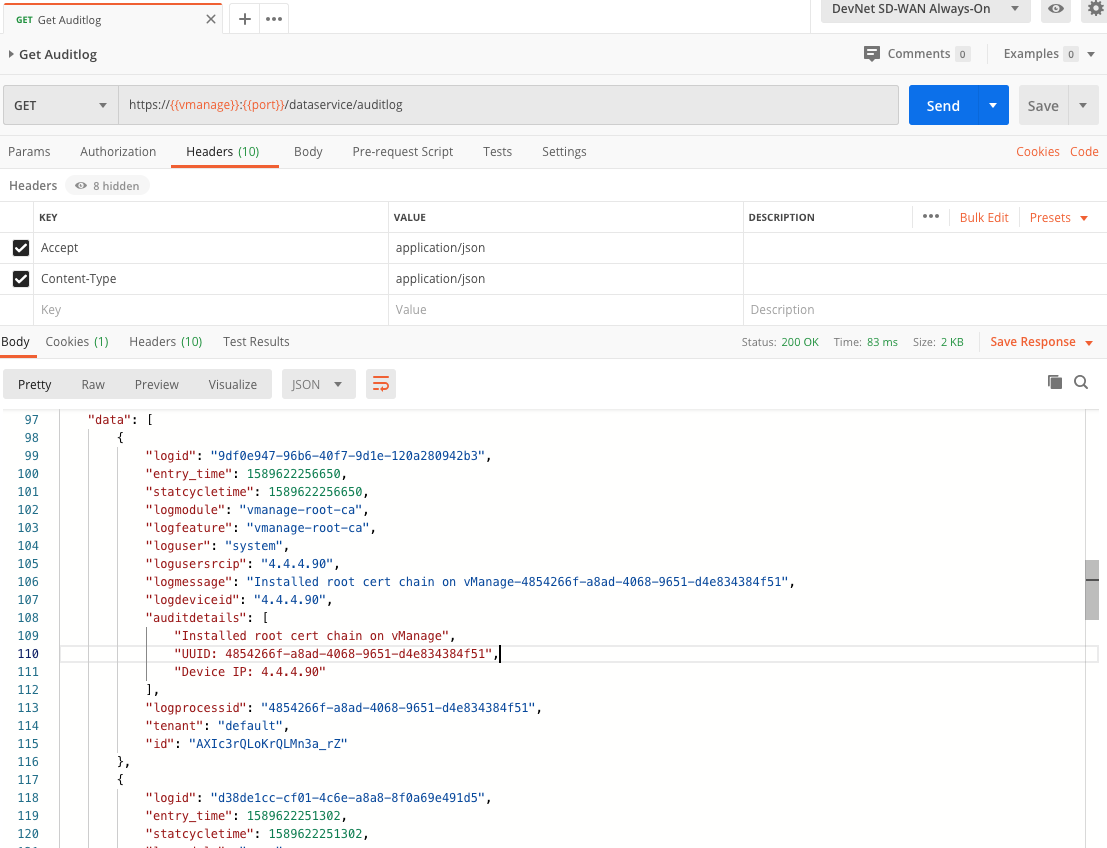 GET Get Auditlog
DevNet SD-WAN Always-On
Get Auditlog
Comments 0 Examples 0
GET https://{{vmanage}}:{{port}}/dataservice/auditlog Send Save
Params Authorization Headers (10) Body Pre-request Script Tests Settings Cookies Code
Headers 8 hidden
KEY VALUE DESCRIPTION ••• Bulk Edit Presets
Accept application/json
Content-Type application/json
Key Value Description
Body Cookies (1) Headers (10) Test Results Status: 200 OK Time: 83 ms Size: 2 KB Save Response
Pretty Raw Preview Visualize JSON
97 "data": [
98 {
99 "logid": "9df0e947-96b6-40f7-9d1e-120a280942b3",
100 "entry_time": 1589622256650,
101 "statcycletime": 1589622256650,
102 "logmodule": "vmanage-root-ca",
103 "logfeature": "vmanage-root-ca",
104 "loguser": "system",
105 "logusersrcip": "4.4.4.90",
106 "logmessage": "Installed root cert chain on vManage-4854266f-a8ad-4068-9651-d4e834384f51",
107 "logdeviceid": "4.4.4.90",
108 "auditdetails": [
109 "Installed root cert chain on vManage",
110 "UUID: 4854266f-a8ad-4068-9651-d4e834384f51",
111 "Device IP: 4.4.4.90"
112 ],
113 "logprocessid": "4854266f-a8ad-4068-9651-d4e834384f51",
114 "tenant": "default",
115 "id": "AXIc3rQLoKrQLMn3a_rZ"
116 },
117 {
118 "logid": "d38de1cc-cf01-4c6e-a8a8-8f0a69e491d5",
119 "entry_time": 1589622251302,
120 "statcycletime": 1589622251302,